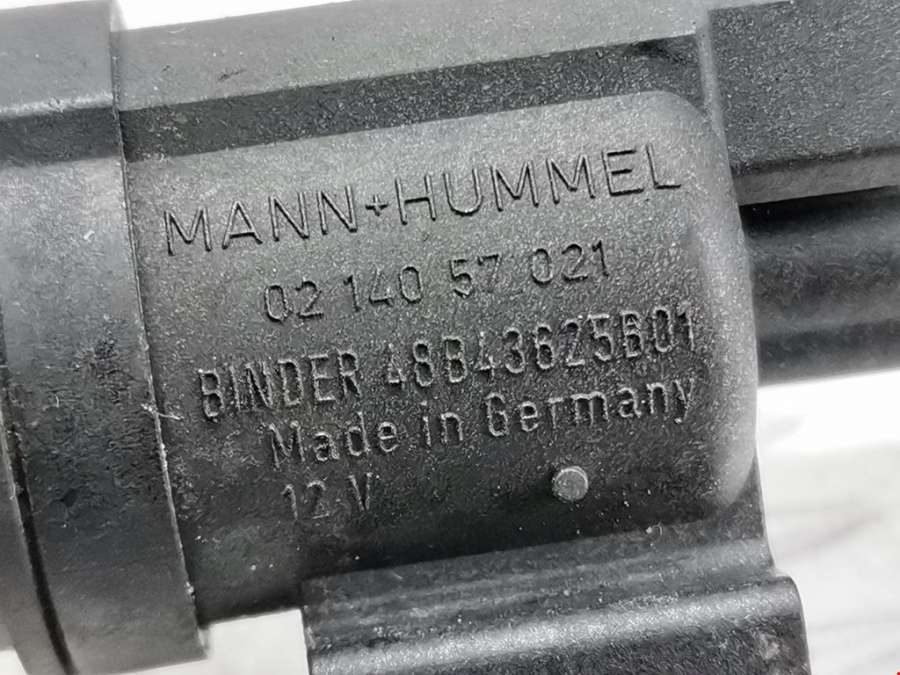 MANN+HUMMEL
02 140 57 021
BINDER 48B43625B01
Made in Germany
12 V